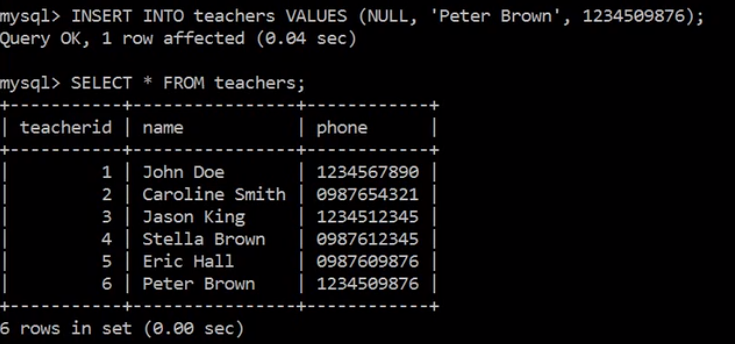 mysql> INSERT INTO teachers VALUES (NULL, 'Peter Brown', 1234509876);
Query OK, 1 row affected (0.04 sec)
mysql> SELECT * FROM teachers;
+-----------+----------------+------------+
| teacherid | name           | phone      |
+-----------+----------------+------------+
|         1 | John Doe       | 1234567890 |
|         2 | Caroline Smith | 0987654321 |
|         3 | Jason King     | 1234512345 |
|         4 | Stella Brown   | 0987612345 |
|         5 | Eric Hall      | 0987609876 |
|         6 | Peter Brown    | 1234509876 |
+-----------+----------------+------------+
6 rows in set (0.00 sec)